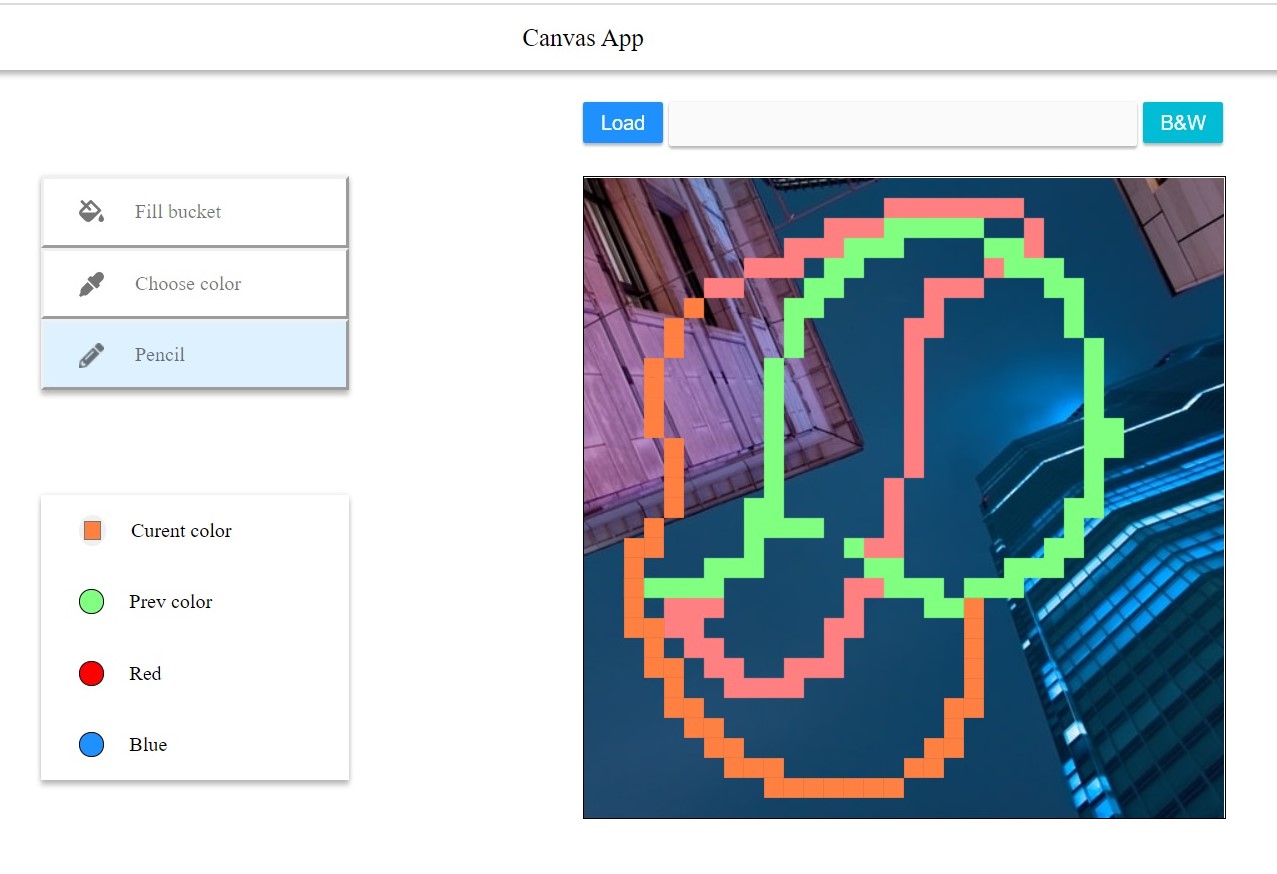 Canvas App
Load
B&W
Fill bucket
Choose color
Pencil
Curent color
Prev color
Red
Blue